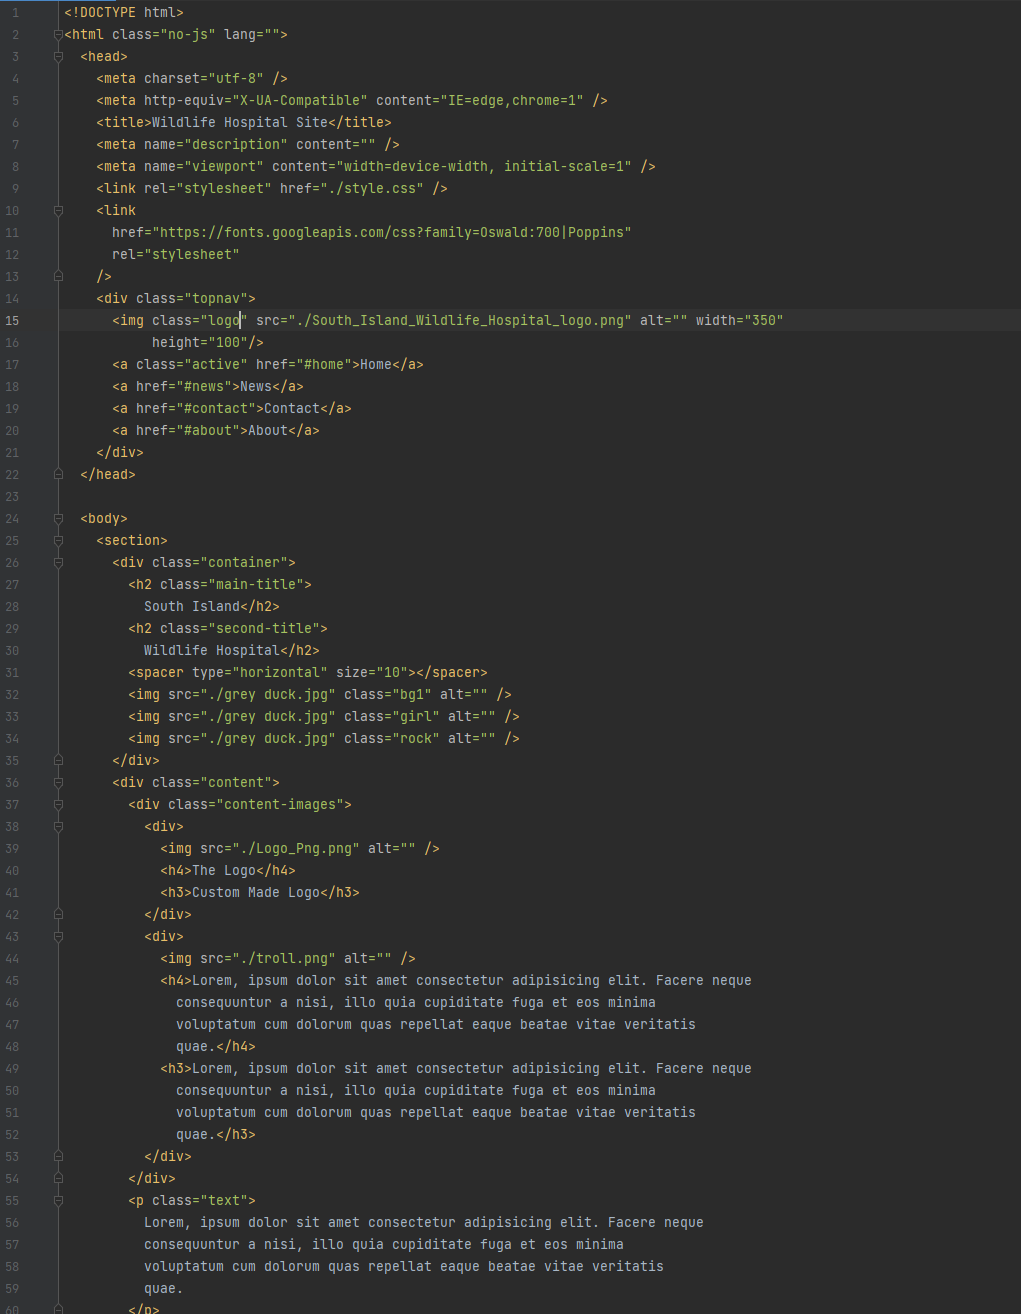 1 <!DOCTYPE html>
2 <html class="no-js" lang="">
3   <head>
4     <meta charset="utf-8" />
5     <meta http-equiv="X-UA-Compatible" content="IE=edge,chrome=1" />
6     <title>Wildlife Hospital Site</title>
7     <meta name="description" content="" />
8     <meta name="viewport" content="width=device-width, initial-scale=1" />
9     <link rel="stylesheet" href="./style.css" />
10     <link
11       href="https://fonts.googleapis.com/css?family=Oswald:700|Poppins"
12       rel="stylesheet"
13     />
14     <div class="topnav">
15       <img class="logo" src="./South_Island_Wildlife_Hospital_logo.png" alt="" width="350"
16            height="100"/>
17       <a class="active" href="#home">Home</a>
18       <a href="#news">News</a>
19       <a href="#contact">Contact</a>
20       <a href="#about">About</a>
21     </div>
22   </head>
23
24   <body>
25     <section>
26       <div class="container">
27         <h2 class="main-title">
28           South Island</h2>
29         <h2 class="second-title">
30           Wildlife Hospital</h2>
31         <spacer type="horizontal" size="10"></spacer>
32         <img src="./grey duck.jpg" class="bg1" alt="" />
33         <img src="./grey duck.jpg" class="girl" alt="" />
34         <img src="./grey duck.jpg" class="rock" alt="" />
35       </div>
36       <div class="content">
37         <div class="content-images">
38           <div>
39             <img src="./Logo_Png.png" alt="" />
40             <h4>The Logo</h4>
41             <h3>Custom Made Logo</h3>
42           </div>
43           <div>
44             <img src="./troll.png" alt="" />
45             <h4>Lorem, ipsum dolor sit amet consectetur adipisicing elit. Facere neque
46               consequuntur a nisi, illo quia cupiditate fuga et eos minima
47               voluptatum cum dolorum quas repellat eaque beatae vitae veritatis
48               quae.</h4>
49             <h3>Lorem, ipsum dolor sit amet consectetur adipisicing elit. Facere neque
50               consequuntur a nisi, illo quia cupiditate fuga et eos minima
51               voluptatum cum dolorum quas repellat eaque beatae vitae veritatis
52               quae.</h3>
53           </div>
54         </div>
55         <p class="text">
56           Lorem, ipsum dolor sit amet consectetur adipisicing elit. Facere neque
57           consequuntur a nisi, illo quia cupiditate fuga et eos minima
58           voluptatum cum dolorum quas repellat eaque beatae vitae veritatis
59           quae.
60         </p>